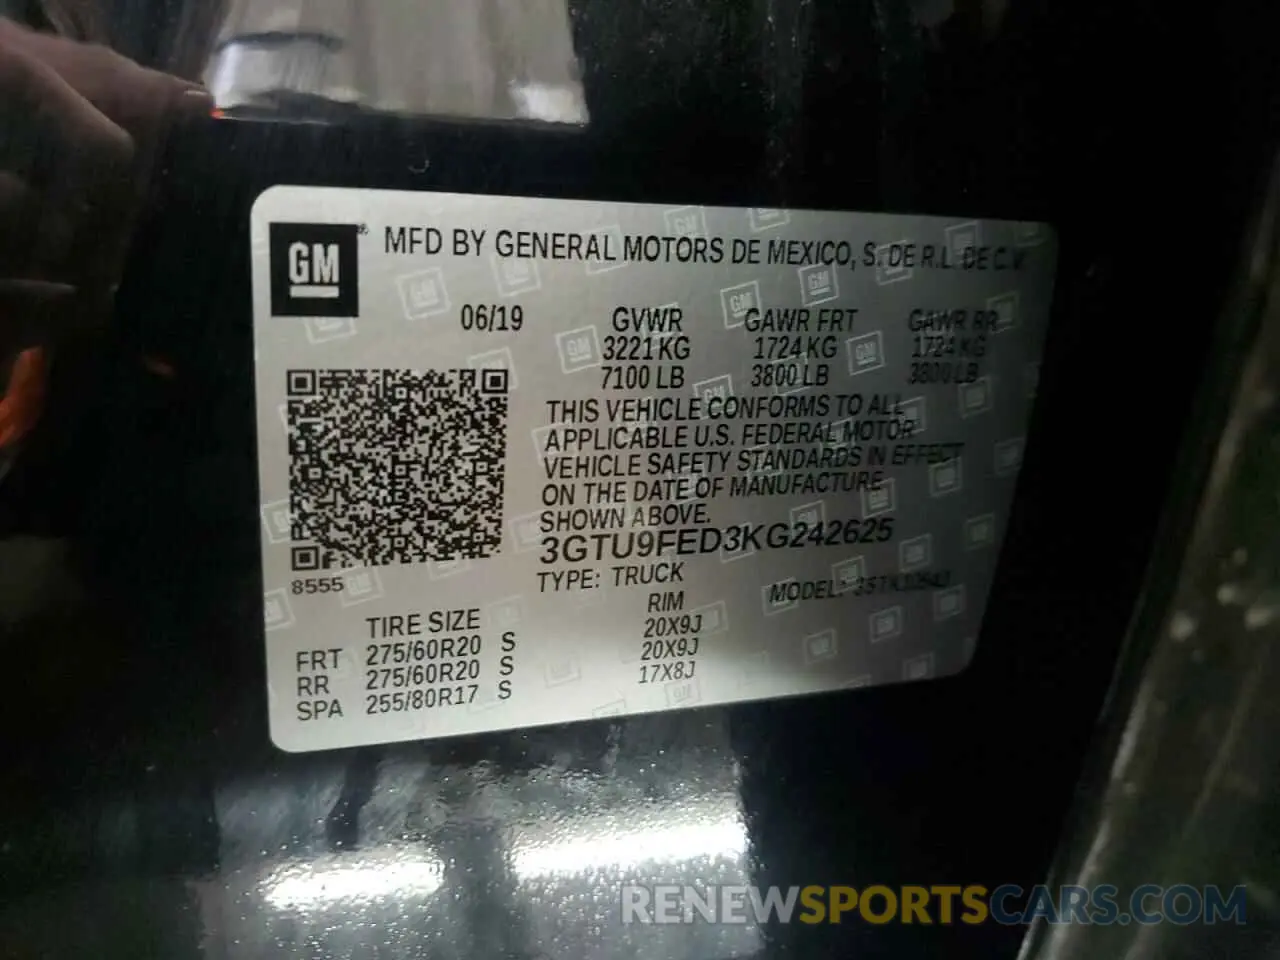 GM
MFD BY GENERAL MOTORS DE MEXICO, S. DE R.L. DE C.V
06/19 GVWR GAWR FRT GAWR RR
3221 KG 1724 KG 1724 KG
7100 LB 3800 LB 3800 LB
THIS VEHICLE CONFORMS TO ALL
APPLICABLE U.S. FEDERAL MOTOR
VEHICLE SAFETY STANDARDS IN EFFECT
ON THE DATE OF MANUFACTURE
SHOWN ABOVE.
3GTU9FED3KG242625
8555
TYPE: TRUCK MODEL:
TIRE SIZE RIM
FRT 275/60R20 S 20X9J
RR 275/60R20 S 20X9J
SPA 255/80R17 S 17X8J
RENEWSPORTSCARS.COM